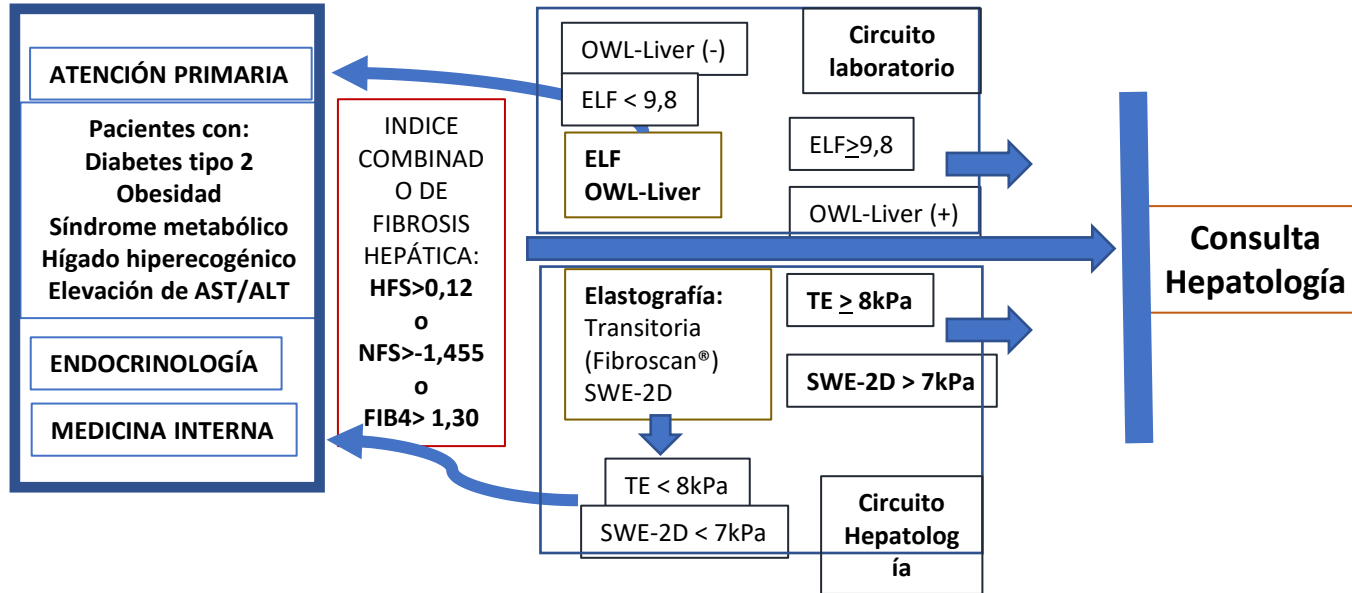 ATENCIÓN PRIMARIA
Pacientes con:
Diabetes tipo 2
Obesidad
Síndrome metabólico
Hígado hiperecogénico
Elevación de AST/ALT
ENDOCRINOLOGÍA
MEDICINA INTERNA
INDICE
COMBINAD
O DE
FIBROSIS
HEPÁTICA:
HFS>0,12
o
NFS>-1,455
o
FIB4> 1,30
OWL-Liver (-)
ELF < 9,8
ELF
OWL-Liver
Circuito
laboratorio
ELF≥9,8
OWL-Liver (+)
Elastografía:
Transitoria
(Fibroscan®)
SWE-2D
TE ≥ 8kPa
SWE-2D > 7kPa
TE < 8kPa
SWE-2D < 7kPa
Circuito
Hepatolog
ía
Consulta
Hepatología